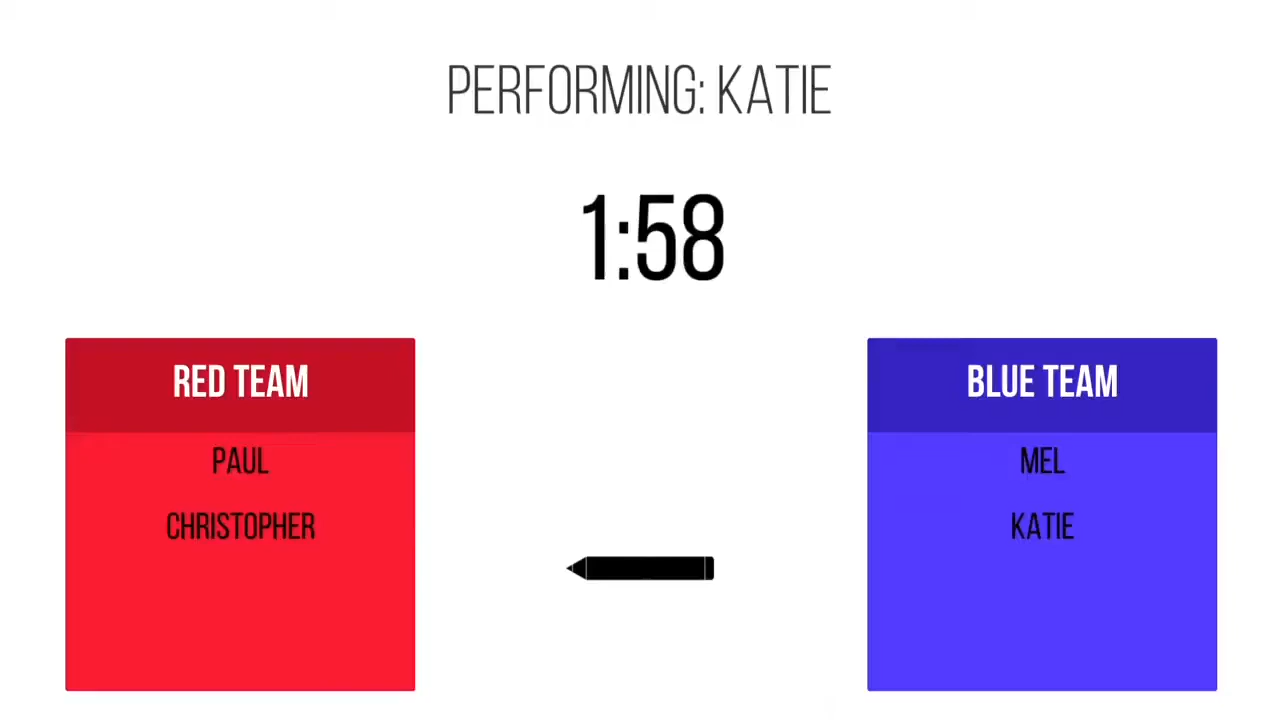 PERFORMING: KATIE
1:58
RED TEAM
PAUL
CHRISTOPHER
BLUE TEAM
MEL
KATIE